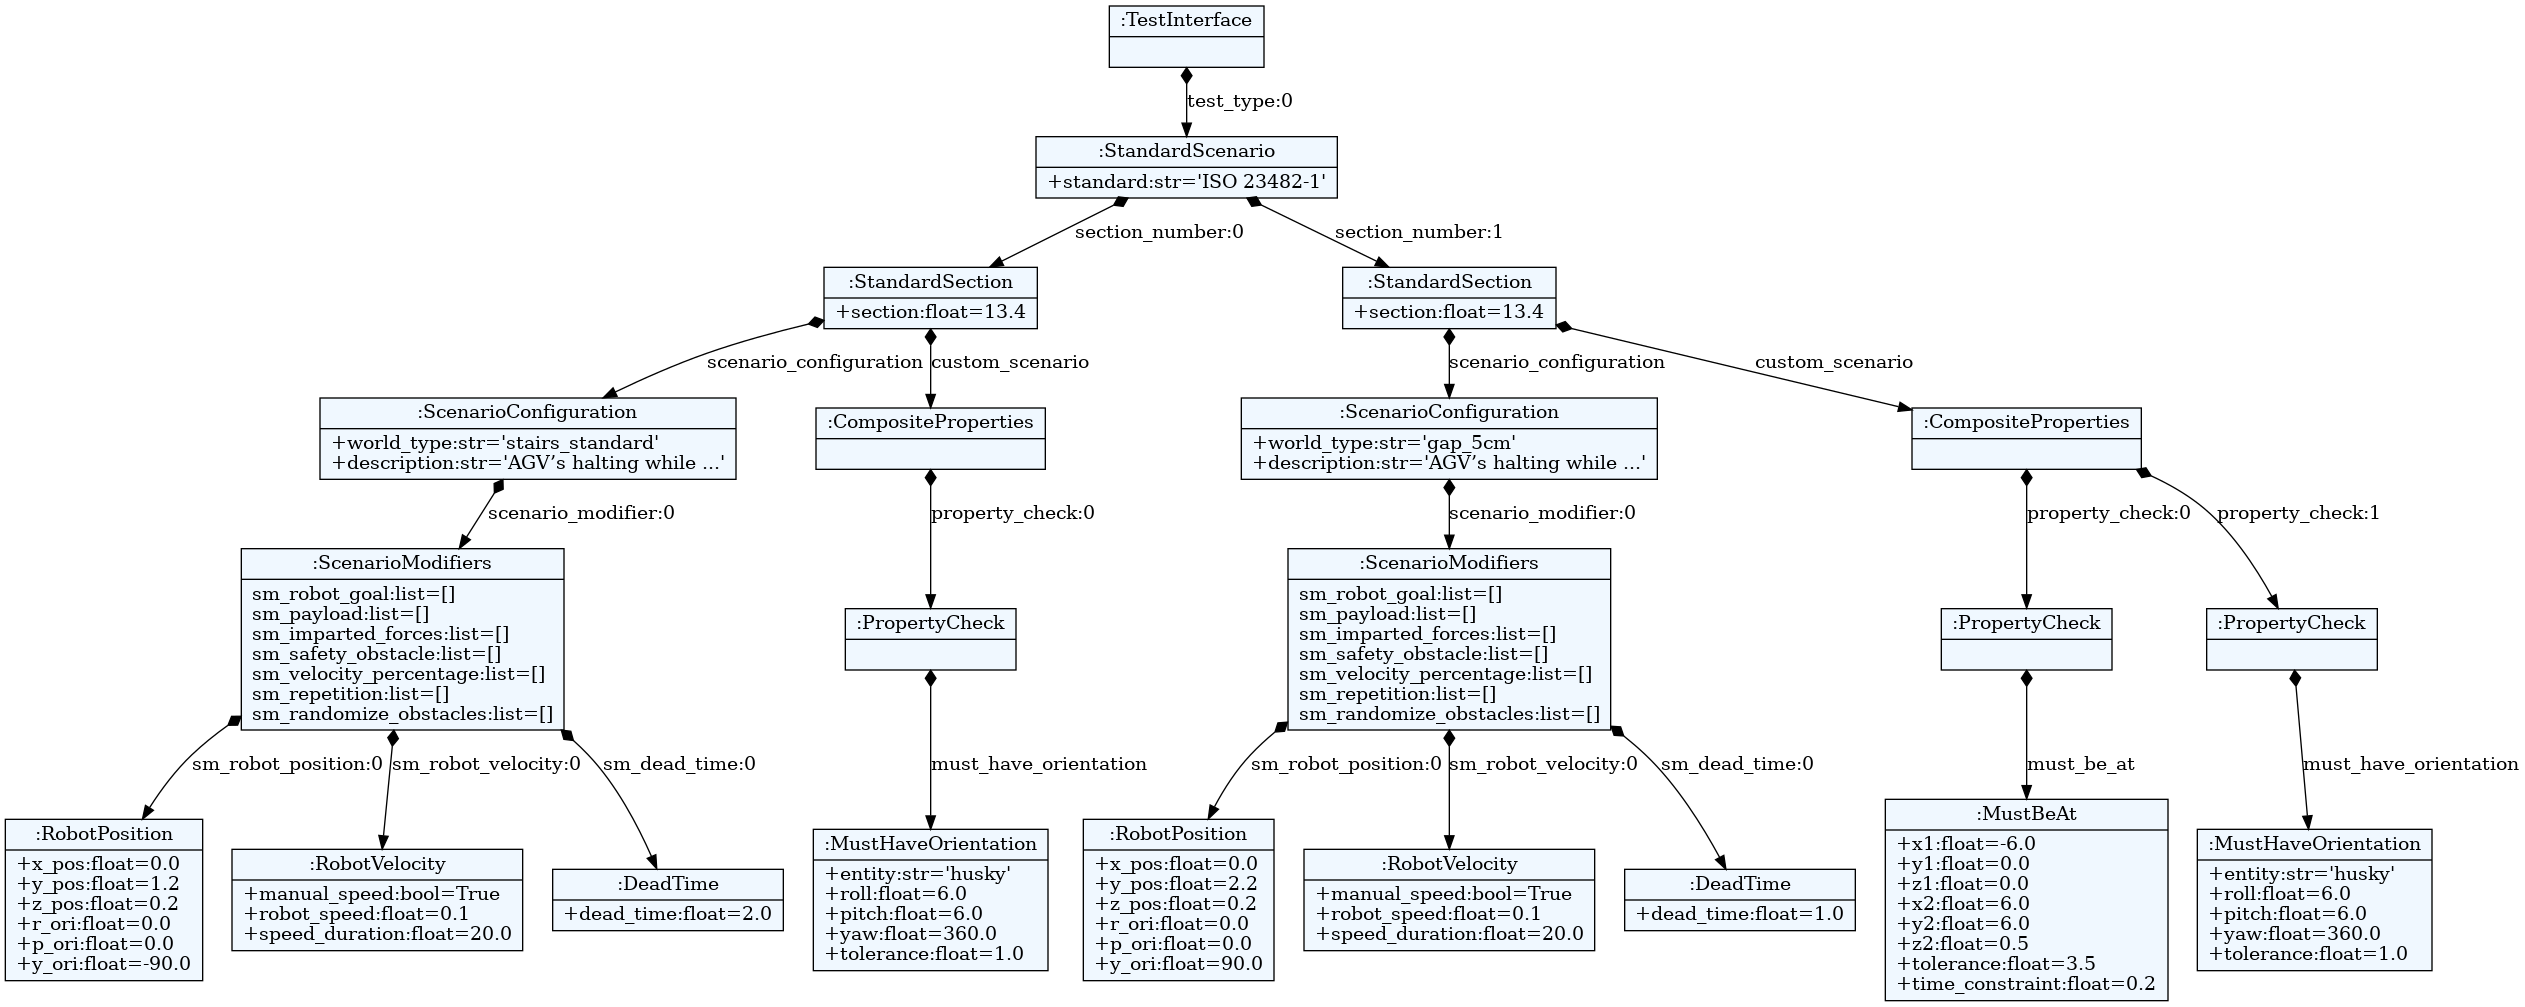 :TestInterface
test_type:0
:StandardScenario
+standard:str='ISO 23482-1'
section_number:0
section_number:1
:StandardSection
+section:float=13.4
:StandardSection
+section:float=13.4
scenario_configuration
custom_scenario
scenario_configuration
custom_scenario
:ScenarioConfiguration
+world_type:str='stairs_standard'
+description:str='AGV’s halting while ...'
:CompositeProperties
:ScenarioConfiguration
+world_type:str='gap_5cm'
+description:str='AGV’s halting while ...'
:CompositeProperties
scenario_modifier:0
property_check:0
scenario_modifier:0
property_check:0
property_check:1
:ScenarioModifiers
sm_robot_goal:list=[]
sm_payload:list=[]
sm_imparted_forces:list=[]
sm_safety_obstacle:list=[]
sm_velocity_percentage:list=[]
sm_repetition:list=[]
sm_randomize_obstacles:list=[]
:PropertyCheck
:ScenarioModifiers
sm_robot_goal:list=[]
sm_payload:list=[]
sm_imparted_forces:list=[]
sm_safety_obstacle:list=[]
sm_velocity_percentage:list=[]
sm_repetition:list=[]
sm_randomize_obstacles:list=[]
:PropertyCheck
:PropertyCheck
sm_robot_position:0
sm_robot_velocity:0
sm_dead_time:0
must_have_orientation
sm_robot_position:0
sm_robot_velocity:0
sm_dead_time:0
must_be_at
must_have_orientation
:RobotPosition
+x_pos:float=0.0
+y_pos:float=1.2
+z_pos:float=0.2
+r_ori:float=0.0
+p_ori:float=0.0
+y_ori:float=-90.0
:RobotVelocity
+manual_speed:bool=True
+robot_speed:float=0.1
+speed_duration:float=20.0
:DeadTime
+dead_time:float=2.0
:MustHaveOrientation
+entity:str='husky'
+roll:float=6.0
+pitch:float=6.0
+yaw:float=360.0
+tolerance:float=1.0
:RobotPosition
+x_pos:float=0.0
+y_pos:float=2.2
+z_pos:float=0.2
+r_ori:float=0.0
+p_ori:float=0.0
+y_ori:float=90.0
:RobotVelocity
+manual_speed:bool=True
+robot_speed:float=0.1
+speed_duration:float=20.0
:DeadTime
+dead_time:float=1.0
:MustBeAt
+x1:float=-6.0
+y1:float=0.0
+z1:float=0.0
+x2:float=6.0
+y2:float=6.0
+z2:float=0.5
+tolerance:float=3.5
+time_constraint:float=0.2
:MustHaveOrientation
+entity:str='husky'
+roll:float=6.0
+pitch:float=6.0
+yaw:float=360.0
+tolerance:float=1.0